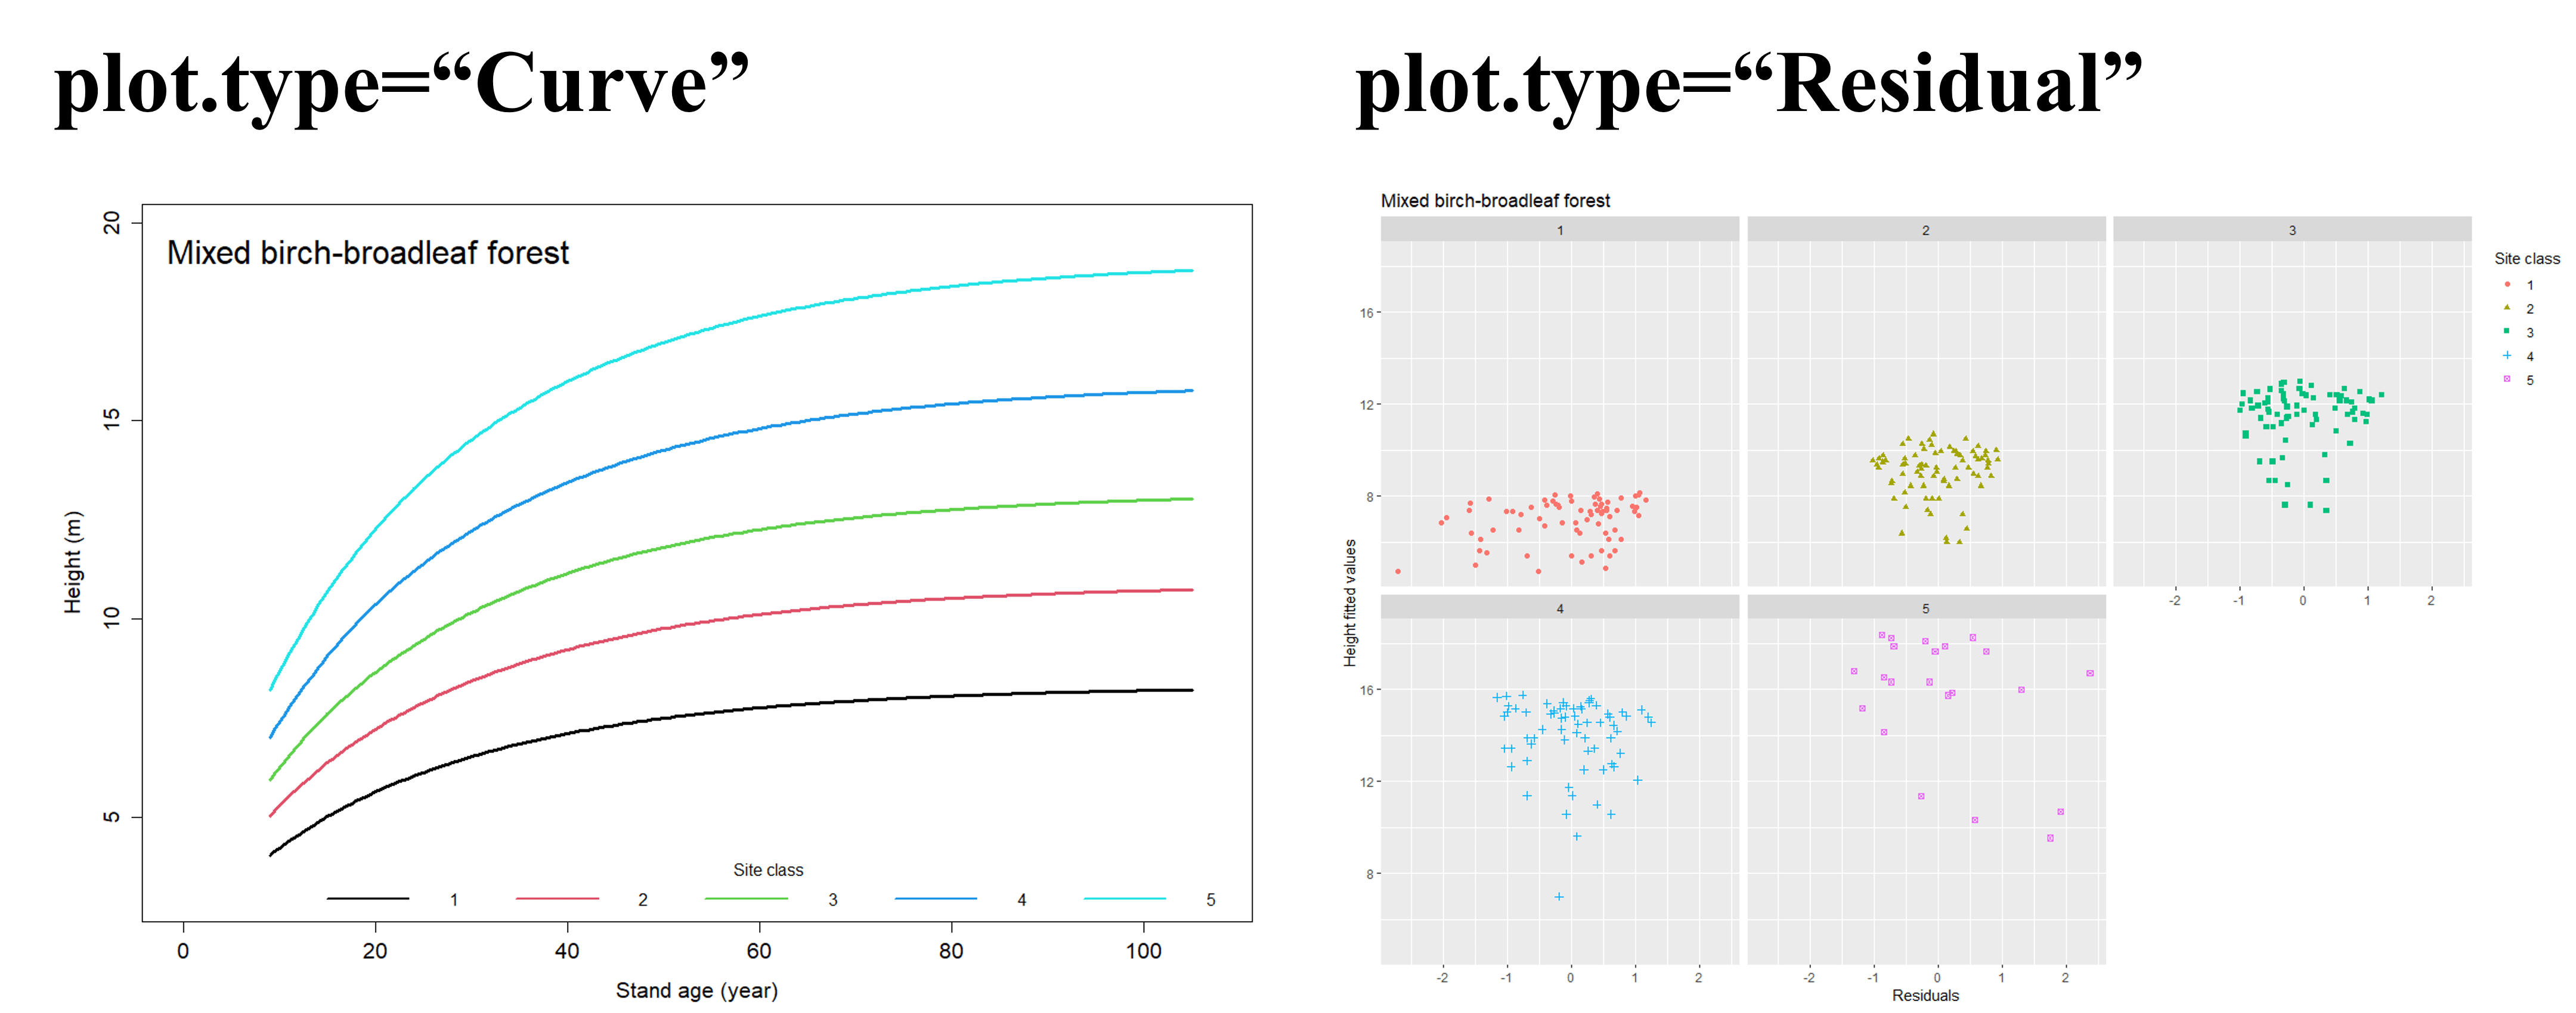 plot.type=“Curve”
plot.type=“Residual”
Mixed birch-broadleaf forest
20
15
10
5
Height (m)
Site class
1 2 3 4 5
0 20 40 60 80 100
Stand age (year)
Mixed birch-broadleaf forest
1 2 3
16
12
8
-2 -1 0 1 2
4 5
16
12
8
-2 -1 0 1 2
-2 -1 0 1 2
Height fitted values
Residuals
Site class
1
2
3
4
5